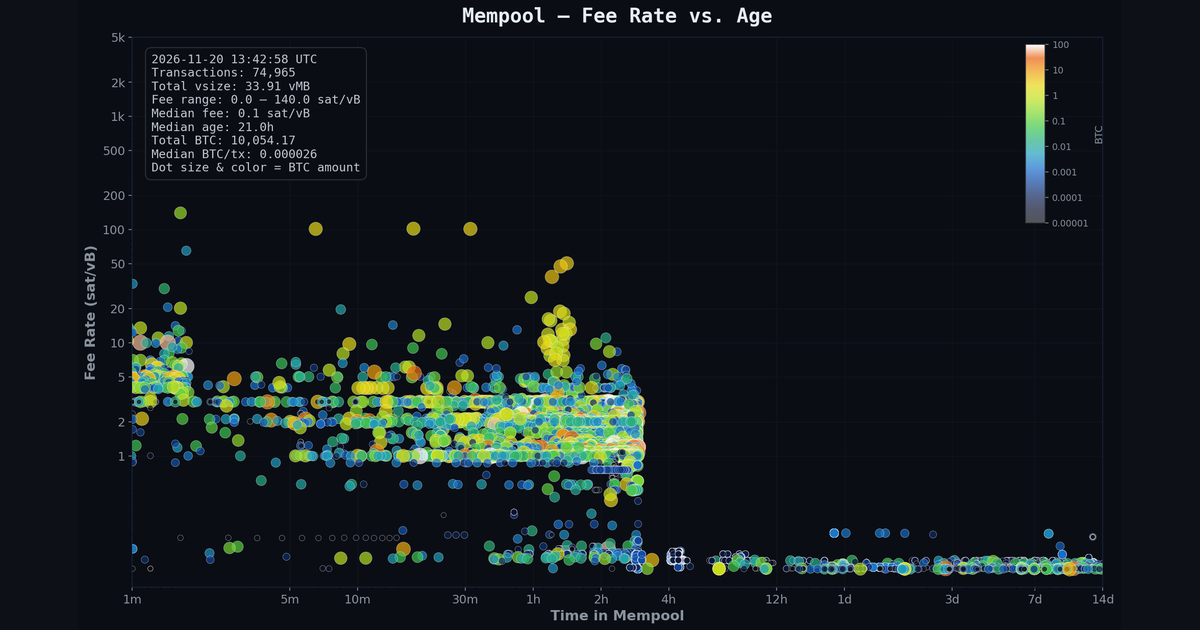 Mempool — Fee Rate vs. Age
2026-11-20 13:42:58 UTC
Transactions: 74,965
Total vsize: 33.91 vMB
Fee range: 0.0 — 140.0 sat/vB
Median fee: 0.1 sat/vB
Median age: 21.0h
Total BTC: 10,054.17
Median BTC/tx: 0.000026
Dot size & color = BTC amount
100
10
1
0.1
0.01
0.001
0.0001
0.00001
BTC
5k
2k
1k
500
200
100
50
20
10
5
2
1
Fee Rate (sat/vB)
1m
5m
10m
30m
1h
2h
4h
12h
1d
3d
7d
14d
Time in Mempool